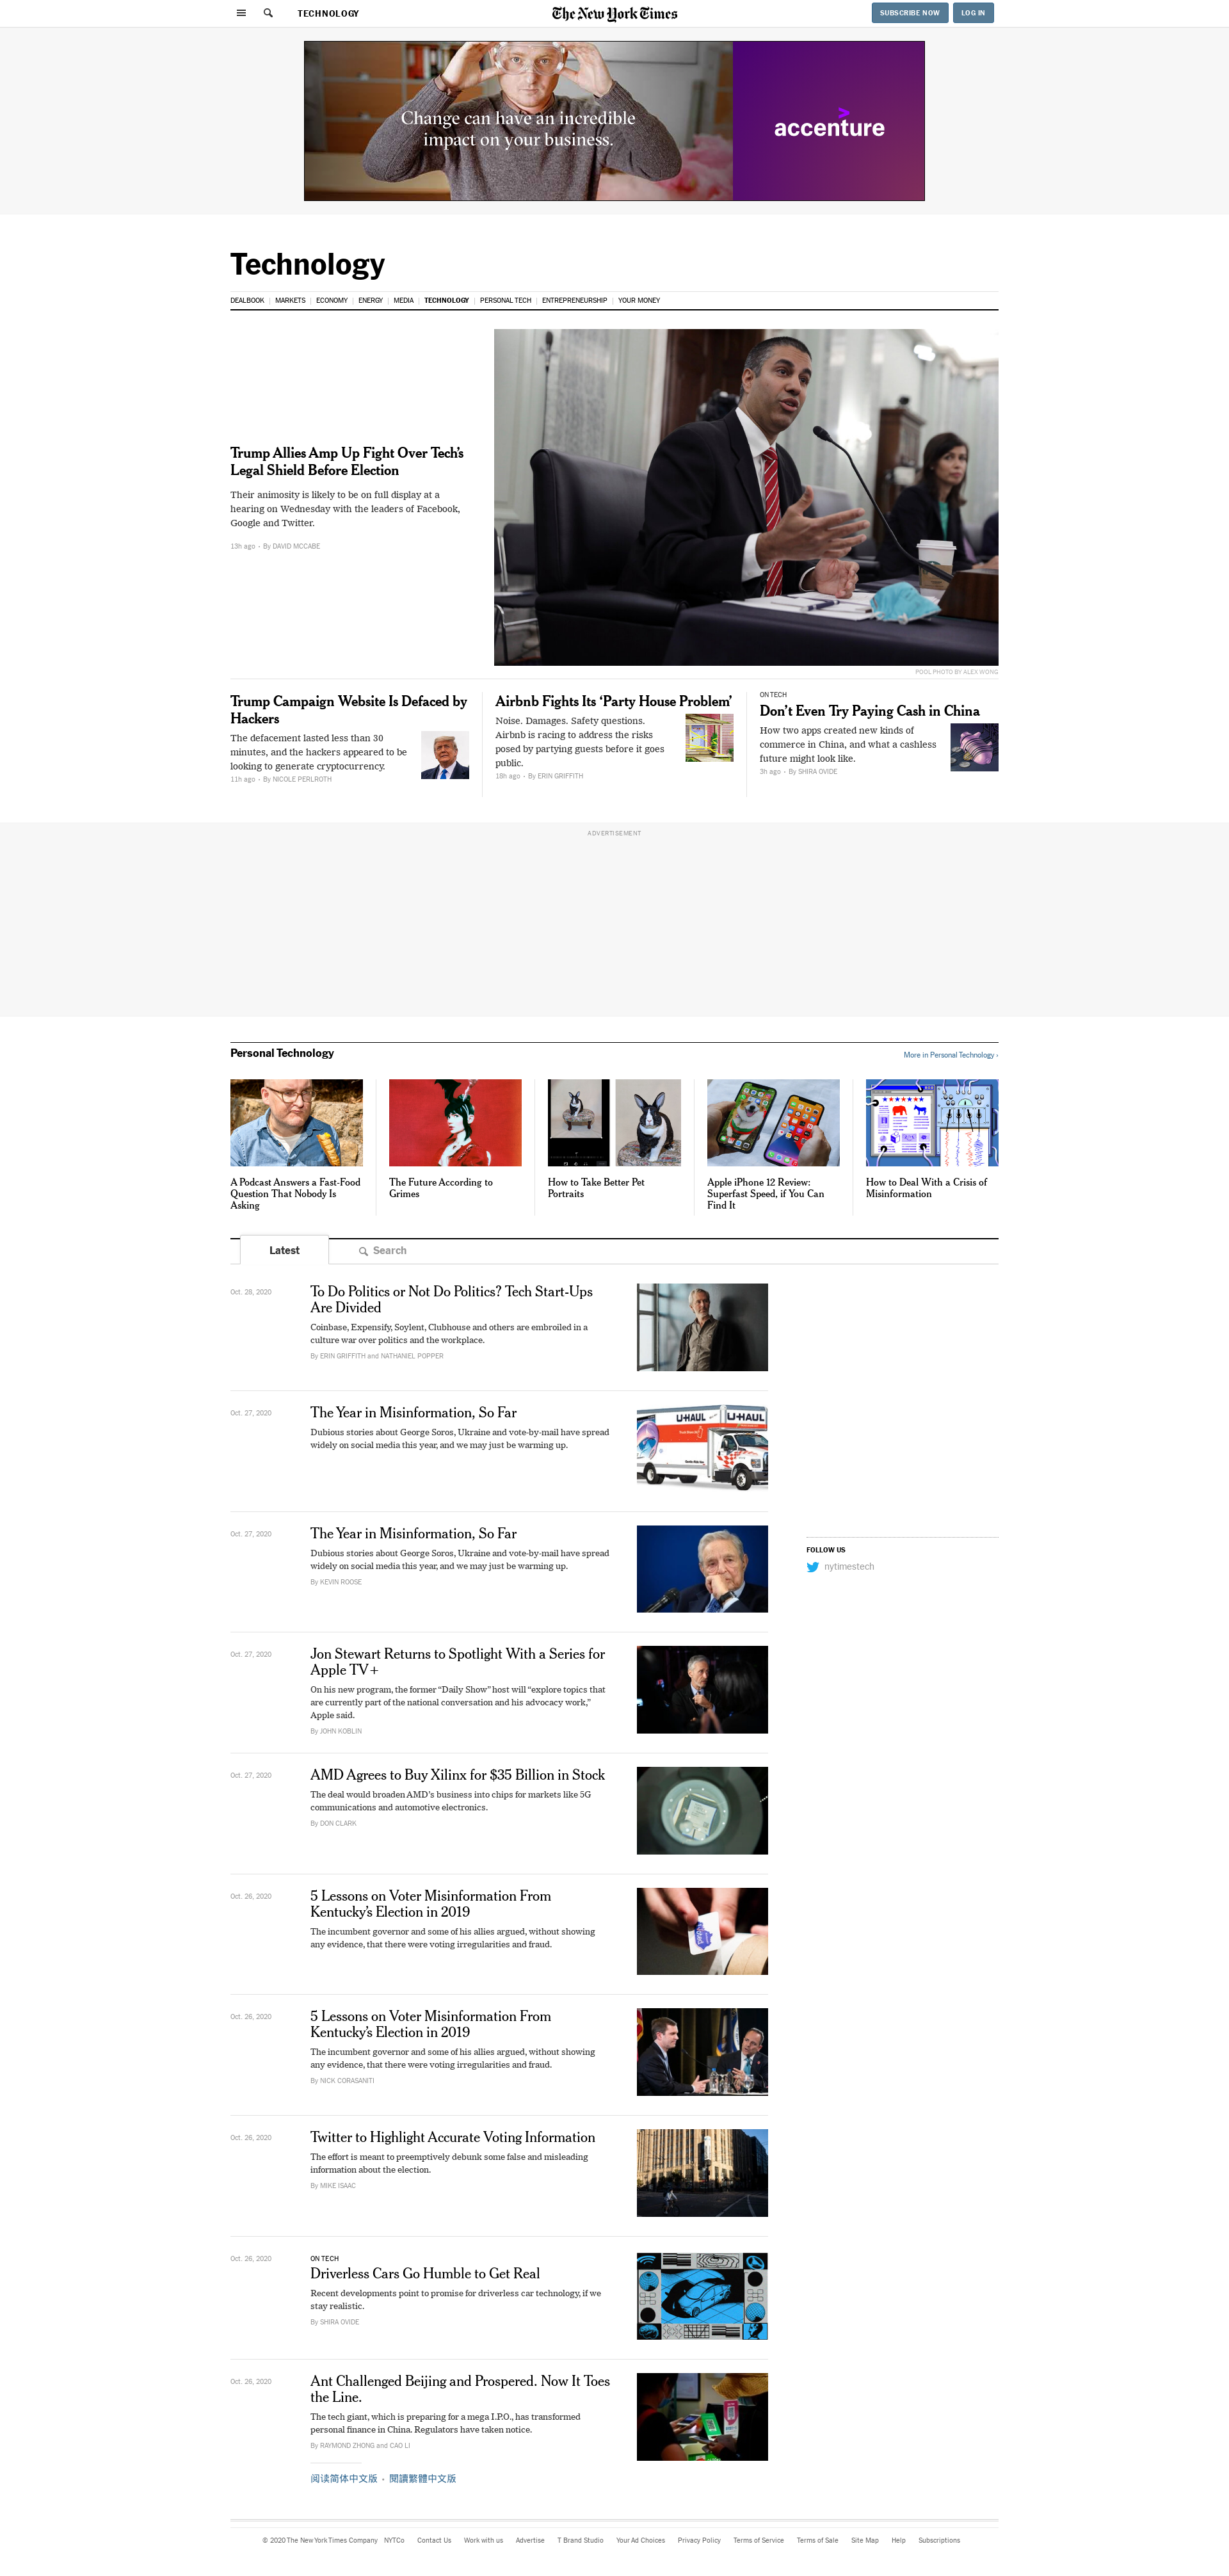 TECHNOLOGY
The New York Times
SUBSCRIBE NOW
LOG IN
Change can have an incredible
impact on your business.
accenture
Technology
DEALBOOK | MARKETS | ECONOMY | ENERGY | MEDIA | TECHNOLOGY | PERSONAL TECH | ENTREPRENEURSHIP | YOUR MONEY
Trump Allies Amp Up Fight Over Tech’s
Legal Shield Before Election
Their animosity is likely to be on full display at a
hearing on Wednesday with the leaders of Facebook,
Google and Twitter.
13h ago • By DAVID MCCABE
POOL PHOTO BY ALEX WONG
Trump Campaign Website Is Defaced by
Hackers
The defacement lasted less than 30
minutes, and the hackers appeared to be
looking to generate cryptocurrency.
11h ago • By NICOLE PERLROTH
Airbnb Fights Its ‘Party House Problem’
Noise. Damages. Safety questions.
Airbnb is racing to address the risks
posed by partying guests before it goes
public.
18h ago • By ERIN GRIFFITH
ON TECH
Don’t Even Try Paying Cash in China
How two apps created new kinds of
commerce in China, and what a cashless
future might look like.
3h ago • By SHIRA OVIDE
ADVERTISEMENT
Personal Technology
More in Personal Technology ›
A Podcast Answers a Fast-Food
Question That Nobody Is
Asking
The Future According to
Grimes
How to Take Better Pet
Portraits
Apple iPhone 12 Review:
Superfast Speed, if You Can
Find It
How to Deal With a Crisis of
Misinformation
Latest
Search
Oct. 28, 2020
To Do Politics or Not Do Politics? Tech Start-Ups
Are Divided
Coinbase, Expensify, Soylent, Clubhouse and others are embroiled in a
culture war over politics and the workplace.
By ERIN GRIFFITH and NATHANIEL POPPER
Oct. 27, 2020
The Year in Misinformation, So Far
Dubious stories about George Soros, Ukraine and vote-by-mail have spread
widely on social media this year, and we may just be warming up.
U-HAUL
U-HAUL
Oct. 27, 2020
The Year in Misinformation, So Far
Dubious stories about George Soros, Ukraine and vote-by-mail have spread
widely on social media this year, and we may just be warming up.
By KEVIN ROOSE
FOLLOW US
nytimestech
Oct. 27, 2020
Jon Stewart Returns to Spotlight With a Series for
Apple TV+
On his new program, the former “Daily Show” host will “explore topics that
are currently part of the national conversation and his advocacy work,”
Apple said.
By JOHN KOBLIN
Oct. 27, 2020
AMD Agrees to Buy Xilinx for $35 Billion in Stock
The deal would broaden AMD’s business into chips for markets like 5G
communications and automotive electronics.
By DON CLARK
Oct. 26, 2020
5 Lessons on Voter Misinformation From
Kentucky’s Election in 2019
The incumbent governor and some of his allies argued, without showing
any evidence, that there were voting irregularities and fraud.
Oct. 26, 2020
5 Lessons on Voter Misinformation From
Kentucky’s Election in 2019
The incumbent governor and some of his allies argued, without showing
any evidence, that there were voting irregularities and fraud.
By NICK CORASANITI
Oct. 26, 2020
Twitter to Highlight Accurate Voting Information
The effort is meant to preemptively debunk some false and misleading
information about the election.
By MIKE ISAAC
Oct. 26, 2020
ON TECH
Driverless Cars Go Humble to Get Real
Recent developments point to promise for driverless car technology, if we
stay realistic.
By SHIRA OVIDE
Oct. 26, 2020
Ant Challenged Beijing and Prospered. Now It Toes
the Line.
The tech giant, which is preparing for a mega I.P.O., has transformed
personal finance in China. Regulators have taken notice.
By RAYMOND ZHONG and CAO LI
阅读简体中文版 • 閱讀繁體中文版
© 2020 The New York Times Company NYTCo Contact Us Work with us Advertise T Brand Studio Your Ad Choices Privacy Policy Terms of Service Terms of Sale Site Map Help Subscriptions